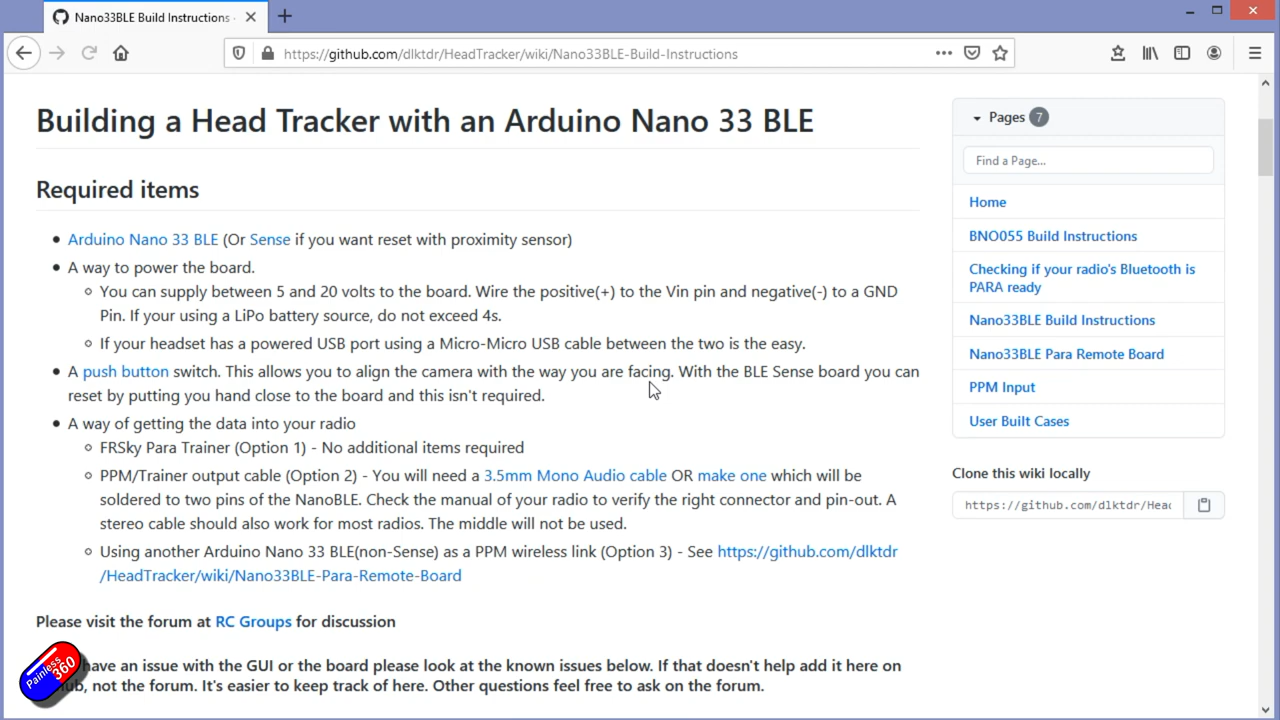 Nano33BLE Build Instructions ·
https://github.com/dlktdr/HeadTracker/wiki/Nano33BLE-Build-Instructions
Building a Head Tracker with an Arduino Nano 33 BLE
Required items
Arduino Nano 33 BLE (Or Sense if you want reset with proximity sensor)
A way to power the board.
You can supply between 5 and 20 volts to the board. Wire the positive(+) to the Vin pin and negative(-) to a GND
Pin. If your using a LiPo battery source, do not exceed 4s.
If your headset has a powered USB port using a Micro-Micro USB cable between the two is the easy.
A push button switch. This allows you to align the camera with the way you are facing. With the BLE Sense board you can
reset by putting you hand close to the board and this isn't required.
A way of getting the data into your radio
FRSky Para Trainer (Option 1) - No additional items required
PPM/Trainer output cable (Option 2) - You will need a 3.5mm Mono Audio cable OR make one which will be
soldered to two pins of the NanoBLE. Check the manual of your radio to verify the right connector and pin-out. A
stereo cable should also work for most radios. The middle will not be used.
Using another Arduino Nano 33 BLE(non-Sense) as a PPM wireless link (Option 3) - See https://github.com/dlktdr
/HeadTracker/wiki/Nano33BLE-Para-Remote-Board
Please visit the forum at RC Groups for discussion
have an issue with the GUI or the board please look at the known issues below. If that doesn't help add it here on
not the forum. It's easier to keep track of here. Other questions feel free to ask on the forum.
Painless360
Pages 7
Find a Page...
Home
BNO055 Build Instructions
Checking if your radio's Bluetooth is
PARA ready
Nano33BLE Build Instructions
Nano33BLE Para Remote Board
PPM Input
User Built Cases
Clone this wiki locally
https://github.com/dlktdr/Head